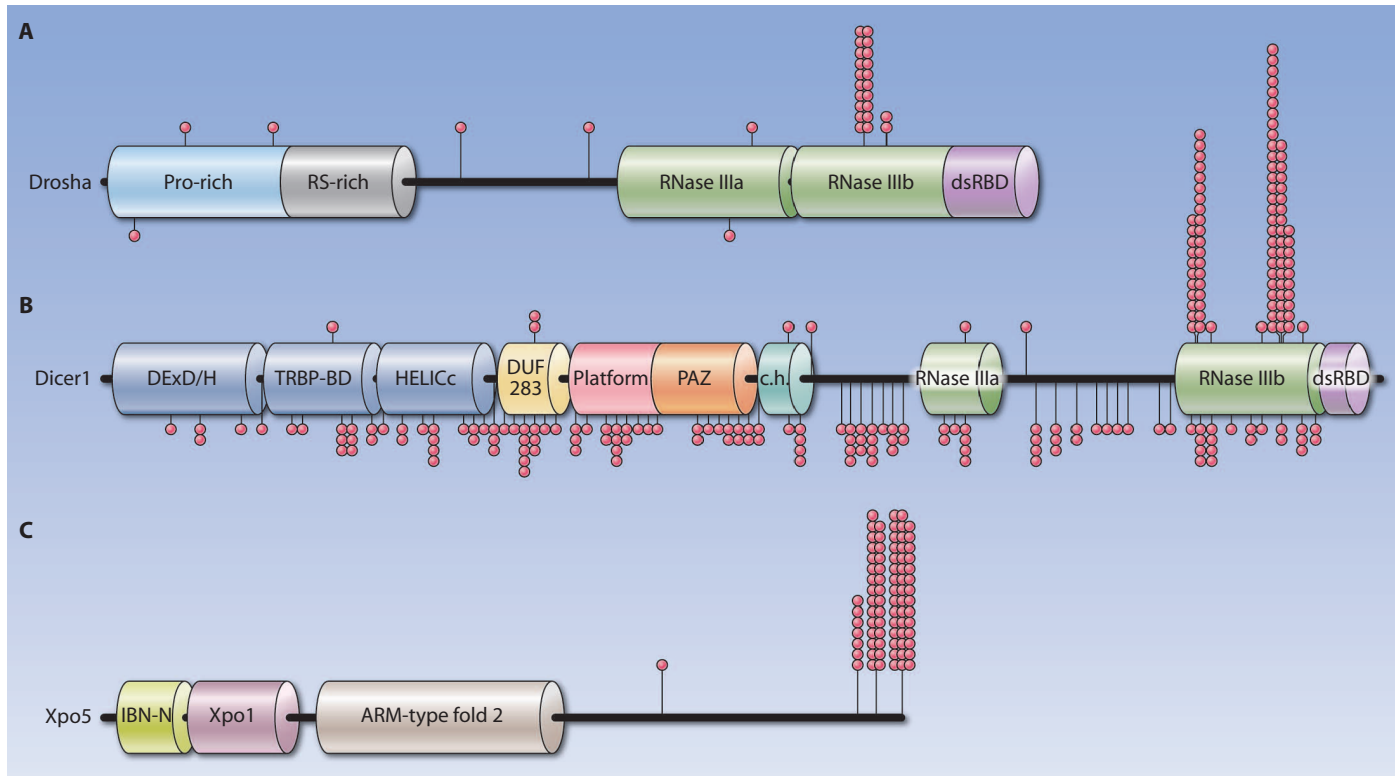 A
Drosha
Pro-rich
RS-rich
RNase IIIa
RNase IIIb
dsRBD
B
Dicer1
DExD/H
TRBP-BD
HELICc
DUF
283
Platform
PAZ
c.h.
RNase IIIa
RNase IIIb
dsRBD
C
Xpo5
IBN-N
Xpo1
ARM-type fold 2